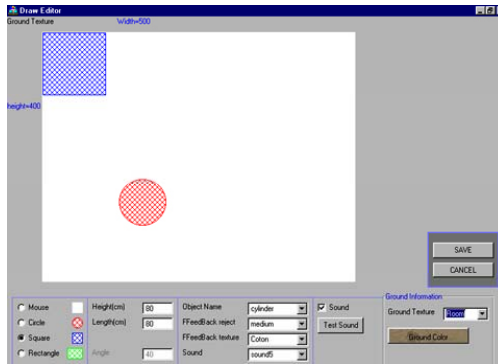 Draw Editor
Ground Texture Width=500
height=400
SAVE
CANCEL
Mouse
Circle
Square
Rectangle
Height(cm) 80
Length(cm) 80
Angle 40
Object Name cylinder
FFeedBack reject medium
FFeedBack texture Coton
Sound sound5
Sound
Test Sound
Ground Information
Ground Texture Room
Ground Color